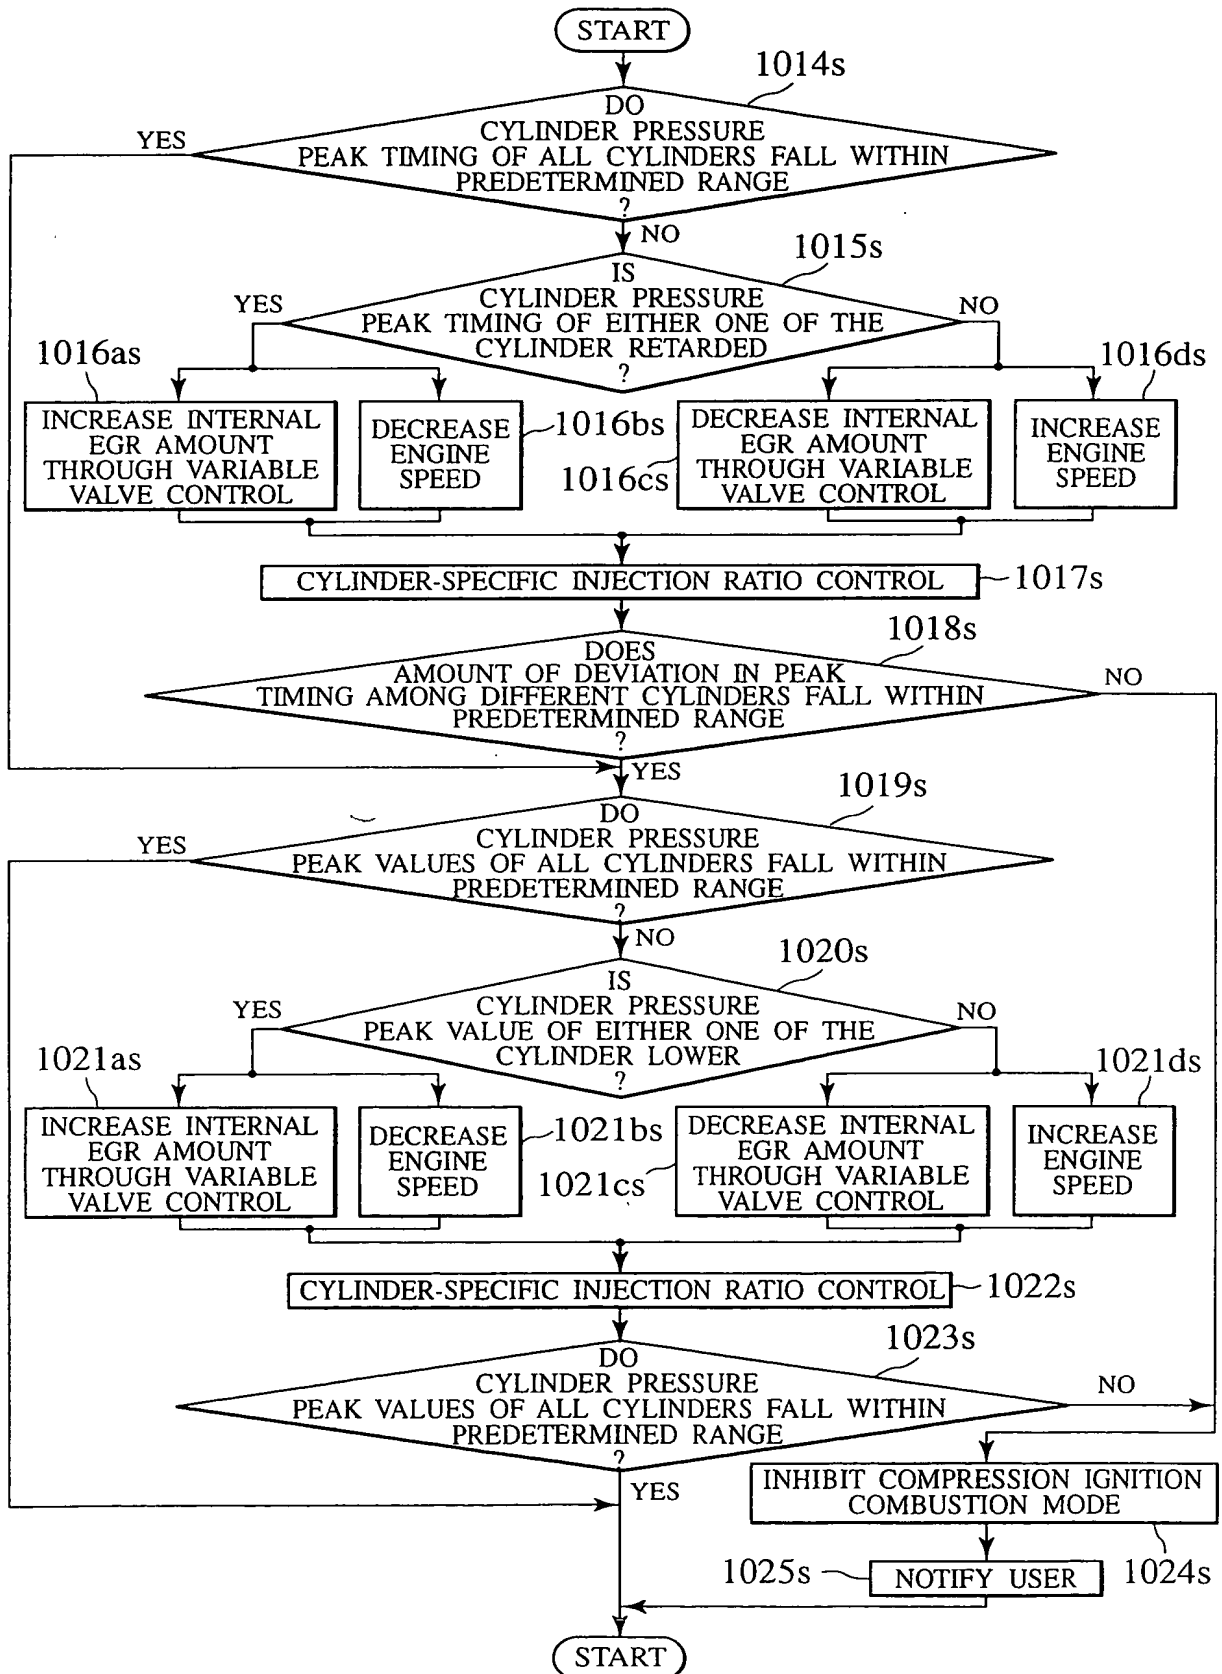 START
1014s
DO
CYLINDER PRESSURE
PEAK TIMING OF ALL CYLINDERS FALL WITHIN
PREDETERMINED RANGE
?
YES
NO
1015s
IS
CYLINDER PRESSURE
PEAK TIMING OF EITHER ONE OF THE
CYLINDER RETARDED
?
YES
NO
1016as
INCREASE INTERNAL
EGR AMOUNT
THROUGH VARIABLE
VALVE CONTROL
DECREASE
ENGINE
SPEED
1016bs
1016cs
DECREASE INTERNAL
EGR AMOUNT
THROUGH VARIABLE
VALVE CONTROL
1016ds
INCREASE
ENGINE
SPEED
CYLINDER-SPECIFIC INJECTION RATIO CONTROL
1017s
1018s
DOES
AMOUNT OF DEVIATION IN PEAK
TIMING AMONG DIFFERENT CYLINDERS FALL WITHIN
PREDETERMINED RANGE
?
NO
YES
1019s
DO
CYLINDER PRESSURE
PEAK VALUES OF ALL CYLINDERS FALL WITHIN
PREDETERMINED RANGE
?
YES
NO
1020s
IS
CYLINDER PRESSURE
PEAK VALUE OF EITHER ONE OF THE
CYLINDER LOWER
?
YES
NO
1021as
INCREASE INTERNAL
EGR AMOUNT
THROUGH VARIABLE
VALVE CONTROL
DECREASE
ENGINE
SPEED
1021bs
1021cs
DECREASE INTERNAL
EGR AMOUNT
THROUGH VARIABLE
VALVE CONTROL
1021ds
INCREASE
ENGINE
SPEED
CYLINDER-SPECIFIC INJECTION RATIO CONTROL
1022s
1023s
DO
CYLINDER PRESSURE
PEAK VALUES OF ALL CYLINDERS FALL WITHIN
PREDETERMINED RANGE
?
NO
YES
INHIBIT COMPRESSION IGNITION
COMBUSTION MODE
1024s
1025s
NOTIFY USER
START